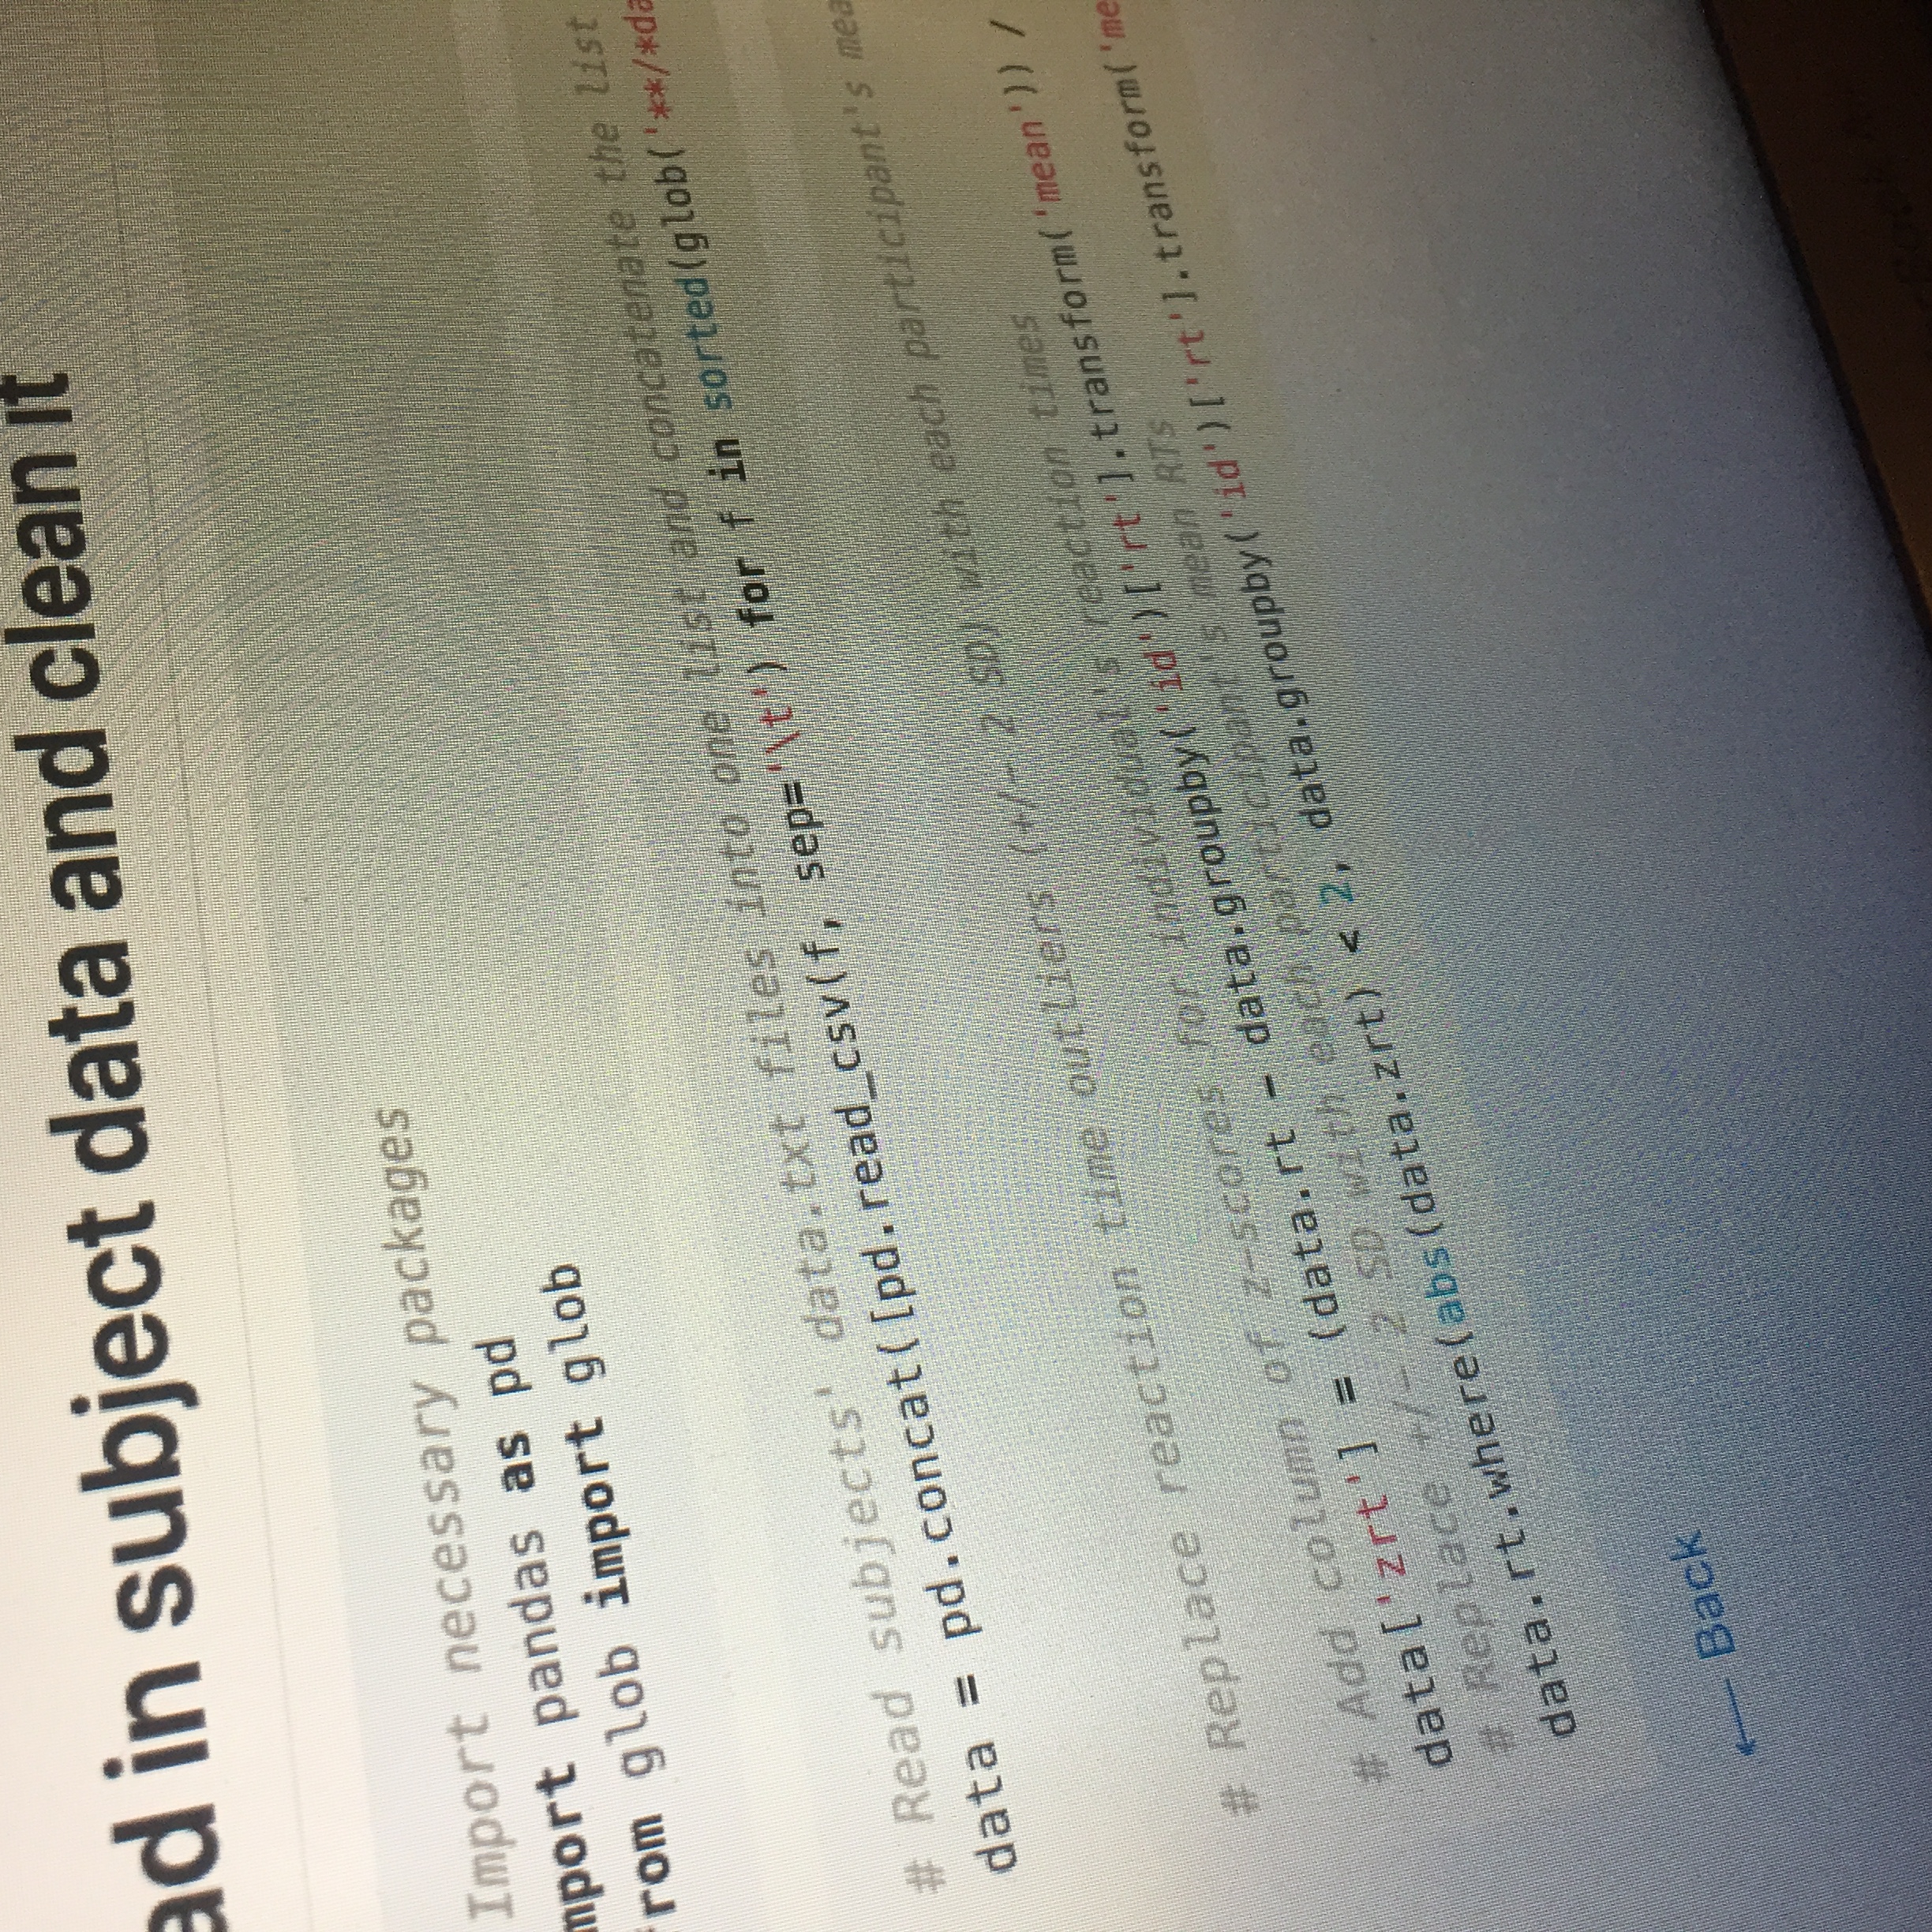 ad in subject data and clean it
Import necessary packages
mport pandas as pd
from glob import glob
# Read subjects' data.txt files into one list and concatenate the list
data = pd.concat([pd.read_csv(f, sep='\t') for f in sorted(glob('**/*da
# Replace reaction time outliers (+/- 2 SD) with each participant's mea
# Add column of z-scores for individual's reaction times
data['zrt'] = (data.rt - data.groupby('id')['rt'].transform('mean')) /
# Replace +/- 2 SD with each participant's mean RTs
data.rt.where(abs(data.zrt) < 2, data.groupby('id')['rt'].transform('me
← Back